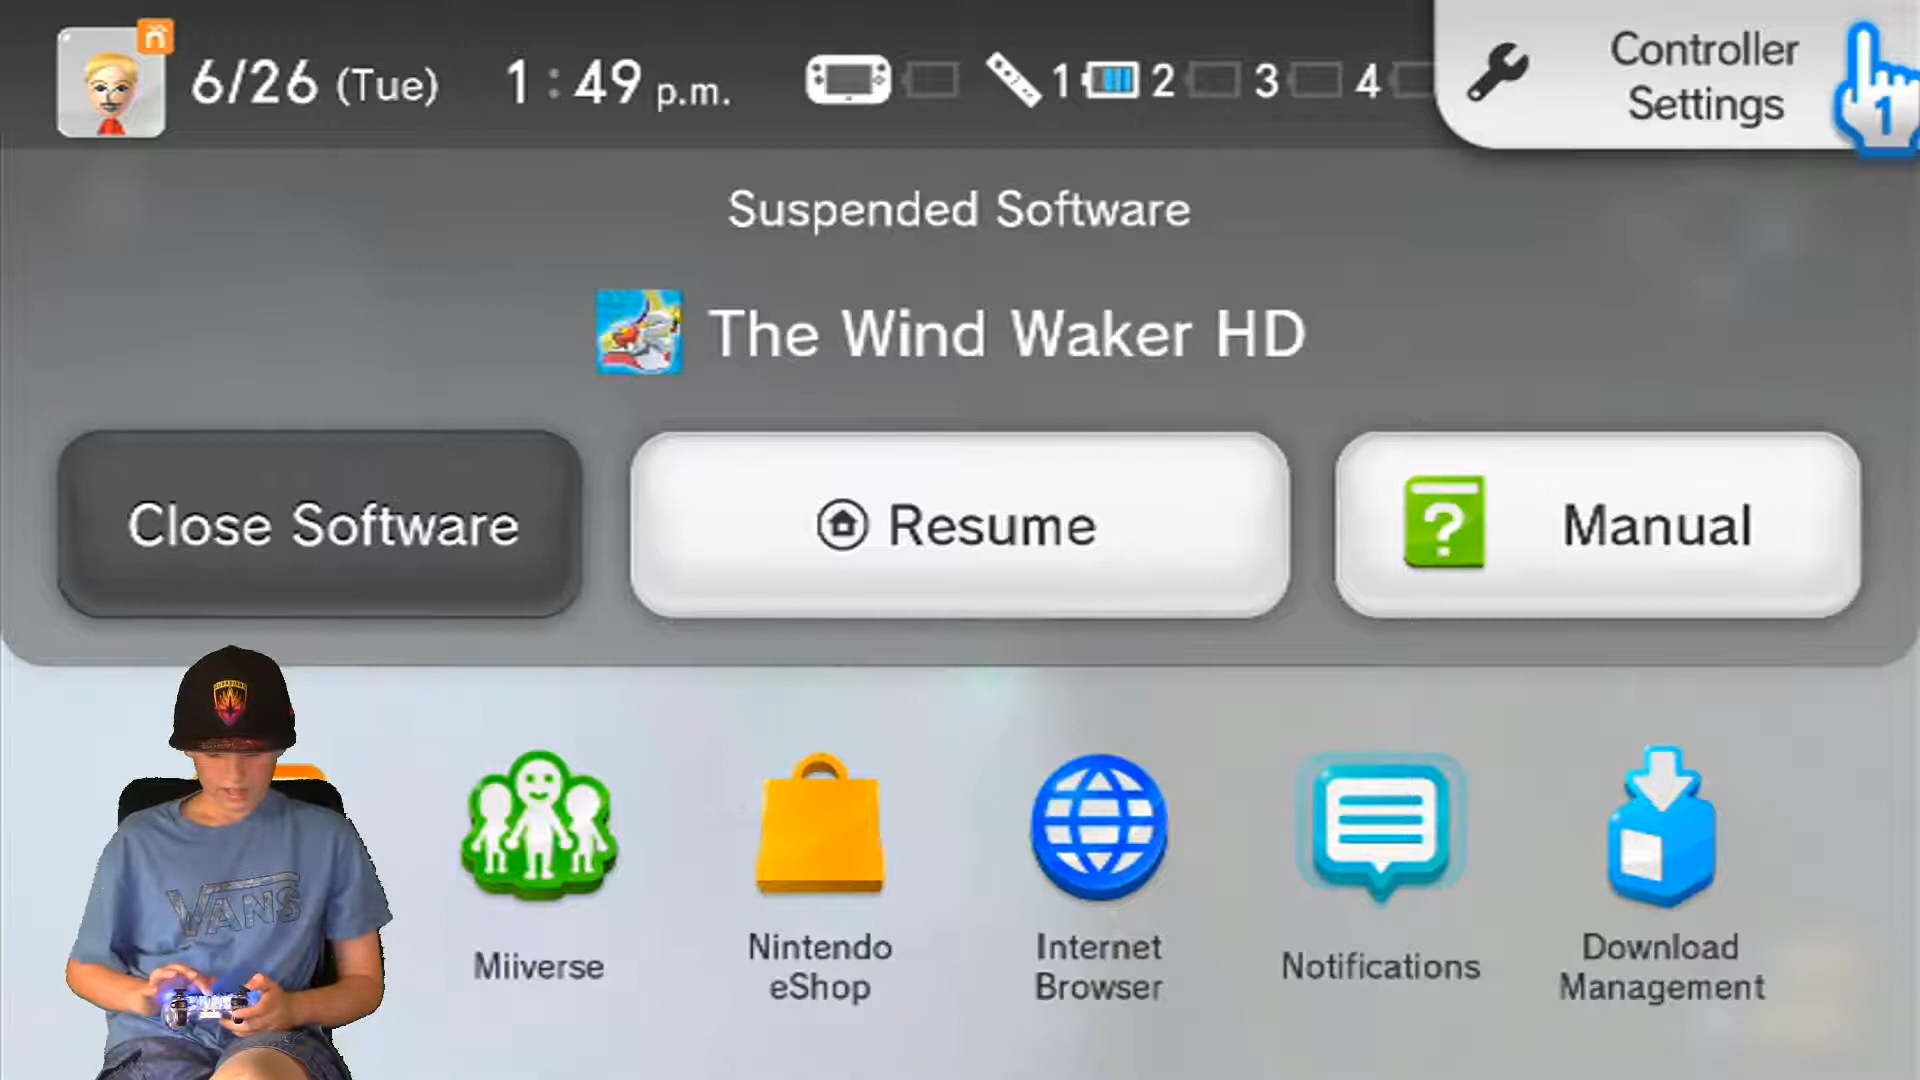 6/26 (Tue) 1:49 p.m. 1 2 3 4
Controller
Settings
1
Suspended Software
The Wind Waker HD
Close Software
Resume
? Manual
VANS
Miiverse
Nintendo
eShop
Internet
Browser
Notifications
Download
Management